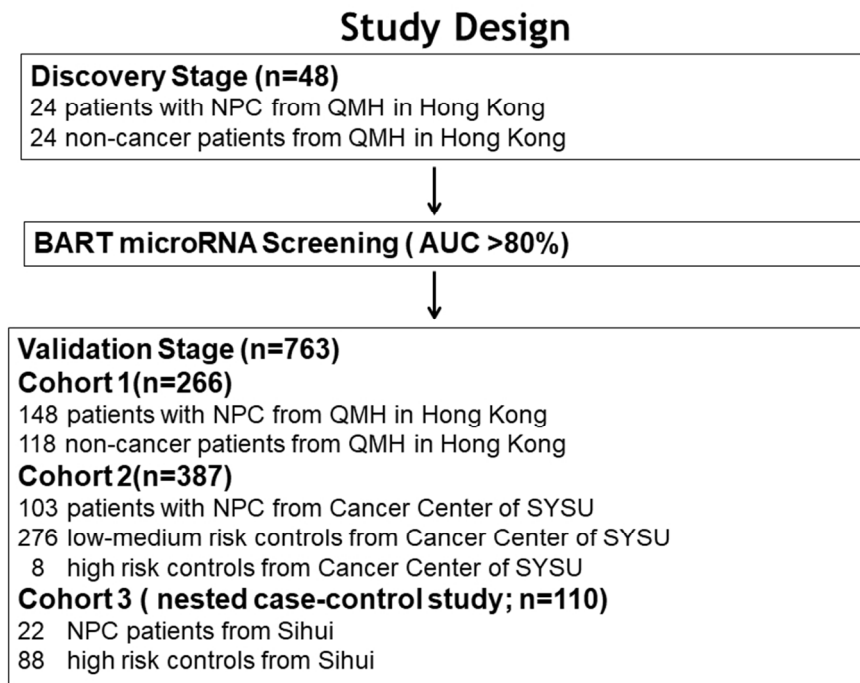 Study Design
Discovery Stage (n=48)
24 patients with NPC from QMH in Hong Kong
24 non-cancer patients from QMH in Hong Kong
BART microRNA Screening ( AUC >80%)
Validation Stage (n=763)
Cohort 1(n=266)
148 patients with NPC from QMH in Hong Kong
118 non-cancer patients from QMH in Hong Kong
Cohort 2(n=387)
103 patients with NPC from Cancer Center of SYSU
276 low-medium risk controls from Cancer Center of SYSU
8 high risk controls from Cancer Center of SYSU
Cohort 3 ( nested case-control study; n=110)
22 NPC patients from Sihui
88 high risk controls from Sihui